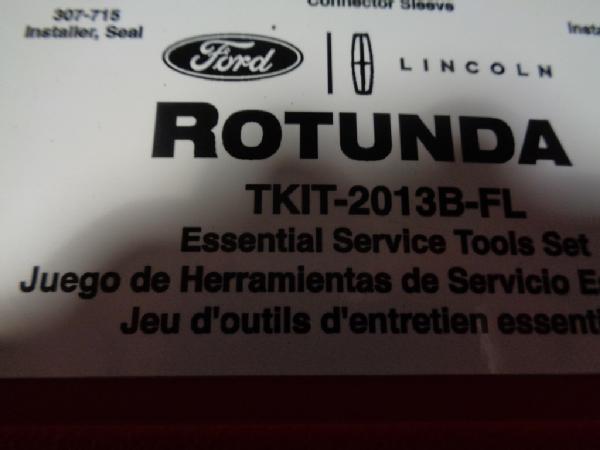 Connector Sleeve
307-715
Installer, Seal
Ford
LINCOLN
ROTUNDA
TKIT-2013B-FL
Essential Service Tools Set
Juego de Herramientas de Servicio
Jeu d'outils d'entretien